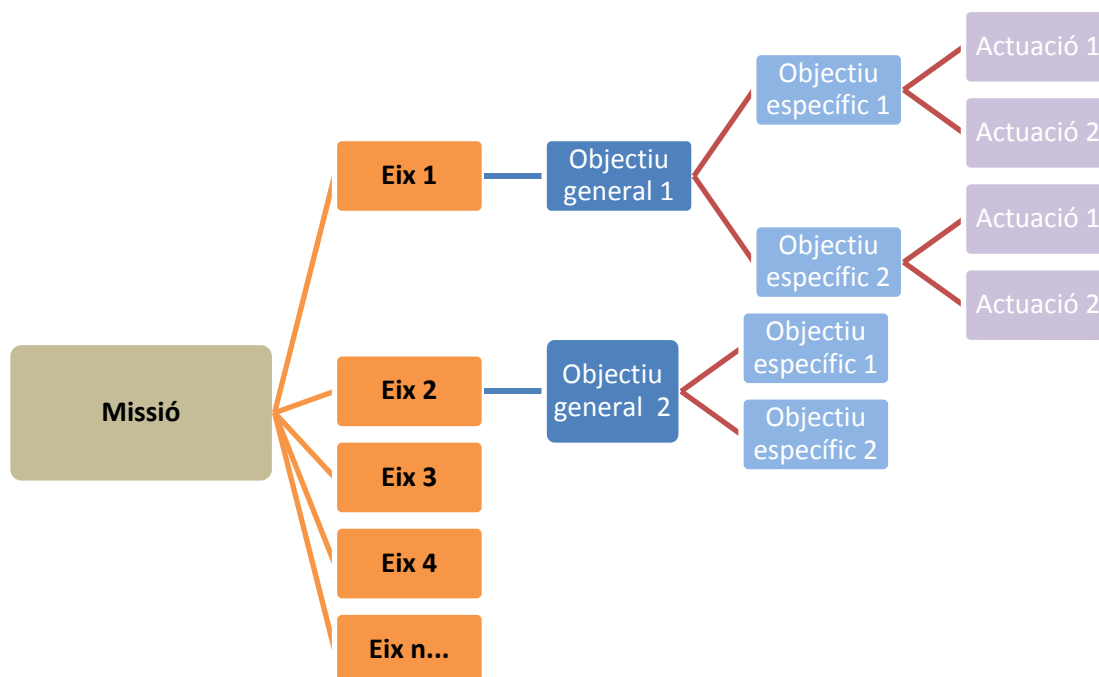 Missió
Eix 1
Objectiu
general 1
Objectiu
específic 1
Actuació 1
Actuació 2
Objectiu
específic 2
Actuació 1
Actuació 2
Eix 2
Objectiu
general 2
Objectiu
específic 1
Objectiu
específic 2
Eix 3
Eix 4
Eix n...